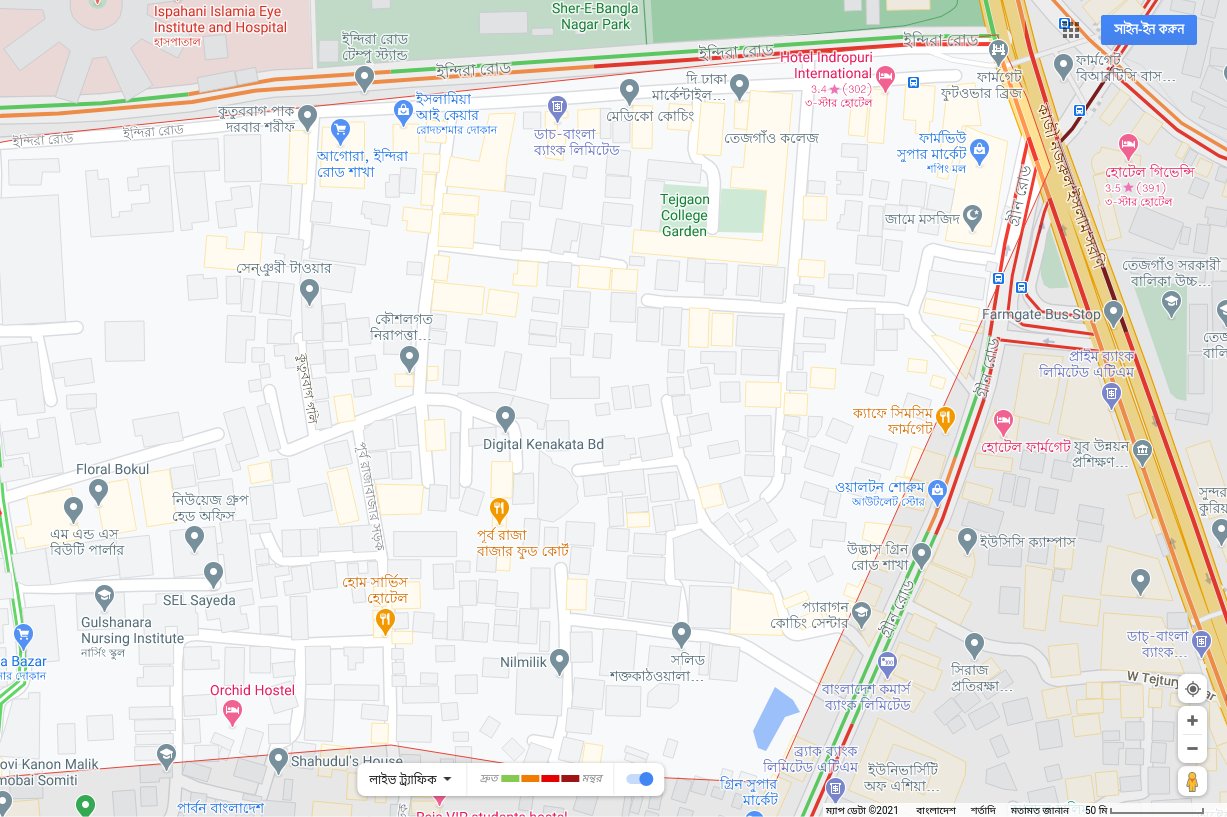 Ispahani Islamia Eye
Institute and Hospital
হাসপাতাল
Sher-E-Bangla
Nagar Park
ইন্দিরা রোড
টেম্পু স্ট্যান্ড
ইন্দিরা রোড
ইন্দিরা রোড
ইন্দিরা রোড
সাইন-ইন করুন
Hotel Indropuri
International
3.4★(302)
৩-স্টার হোটেল
ফার্মগেট
ফুটওভার ব্রিজ
ফার্মগেট
বিআরটিসি বাস...
দি ঢাকা
মার্কেন্টাইল...
মেডিকো কোচিং
ইসলামিয়া
আই কেয়ার
রোদচশমার দোকান
কুতুববাগ-পাক
দরবার শরীফ
ইন্দিরা রোড
ইন্দিরা রোড
আগোরা, ইন্দিরা
রোড শাখা
ডাচ-বাংলা
ব্যাংক লিমিটেড
তেজগাঁও কলেজ
ফার্মভিউ
সুপার মার্কেট
শপিং মল
কাজী নজরুল ইসলাম সরণি
হোটেল গিভেন্সি
3.5★(391)
৩-স্টার হোটেল
গ্রীন রোড
Tejgaon
College
Garden
জামে মসজিদ
সেনঞুরী টাওয়ার
তেজগাঁও সরকারী
বালিকা উচ্চ...
Farmgate Bus Stop
কৌশলগত
নিরাপত্তা...
কুতুববাগ গলি
গ্রীন রোড
প্রাইম ব্যাংক
লিমিটেড এটিএম
ক্যাফে সিমসিম
ফার্মগেট
হোটেল ফার্মগেট
যুব উন্নয়ন
প্রশিক্ষণ...
Digital Kenakata Bd
পূর্ব রাজাবাজার সড়ক
Floral Bokul
নিউয়েজ গ্রুপ
হেড অফিস
এম এন্ড এস
বিউটি পার্লার
ওয়ালটন শোরুম
আউটলেট স্টোর
পূর্ব রাজা
বাজার ফুড কোর্ট
উদ্ভাস গ্রিন
রোড শাখা
ইউসিসি ক্যাম্পাস
হোম সার্ভিস
হোটেল
SEL Sayeda
Gulshanara
Nursing Institute
নার্সিং স্কুল
প্যারাগন
কোচিং সেন্টার
গ্রীন রোড
a Bazar
Nilmilik
সলিড
শক্তকাঠওয়ালা...
সিরাজ
প্রতিরক্ষা...
ডাচ্-বাংলা
ব্যাংক...
W Tejtury
বাংলাদেশ কমার্স
ব্যাংক লিমিটেড
Orchid Hostel
Shahudul's House
ovi Kanon Malik
nobai Somiti
ব্র্যাক ব্যাংক
লিমিটেড এটিএম
ইউনিভার্সিটি
অফ এশিয়া...
গ্রিন সুপার
মার্কেট
পার্বন বাংলাদেশ
Raja VIP students hostel
লাইভ ট্র্যাফিক
দ্রুত
মন্থর
ম্যাপ ডেটা ©2021
বাংলাদেশ
শর্তাদি
মতামত জানান
50 মি